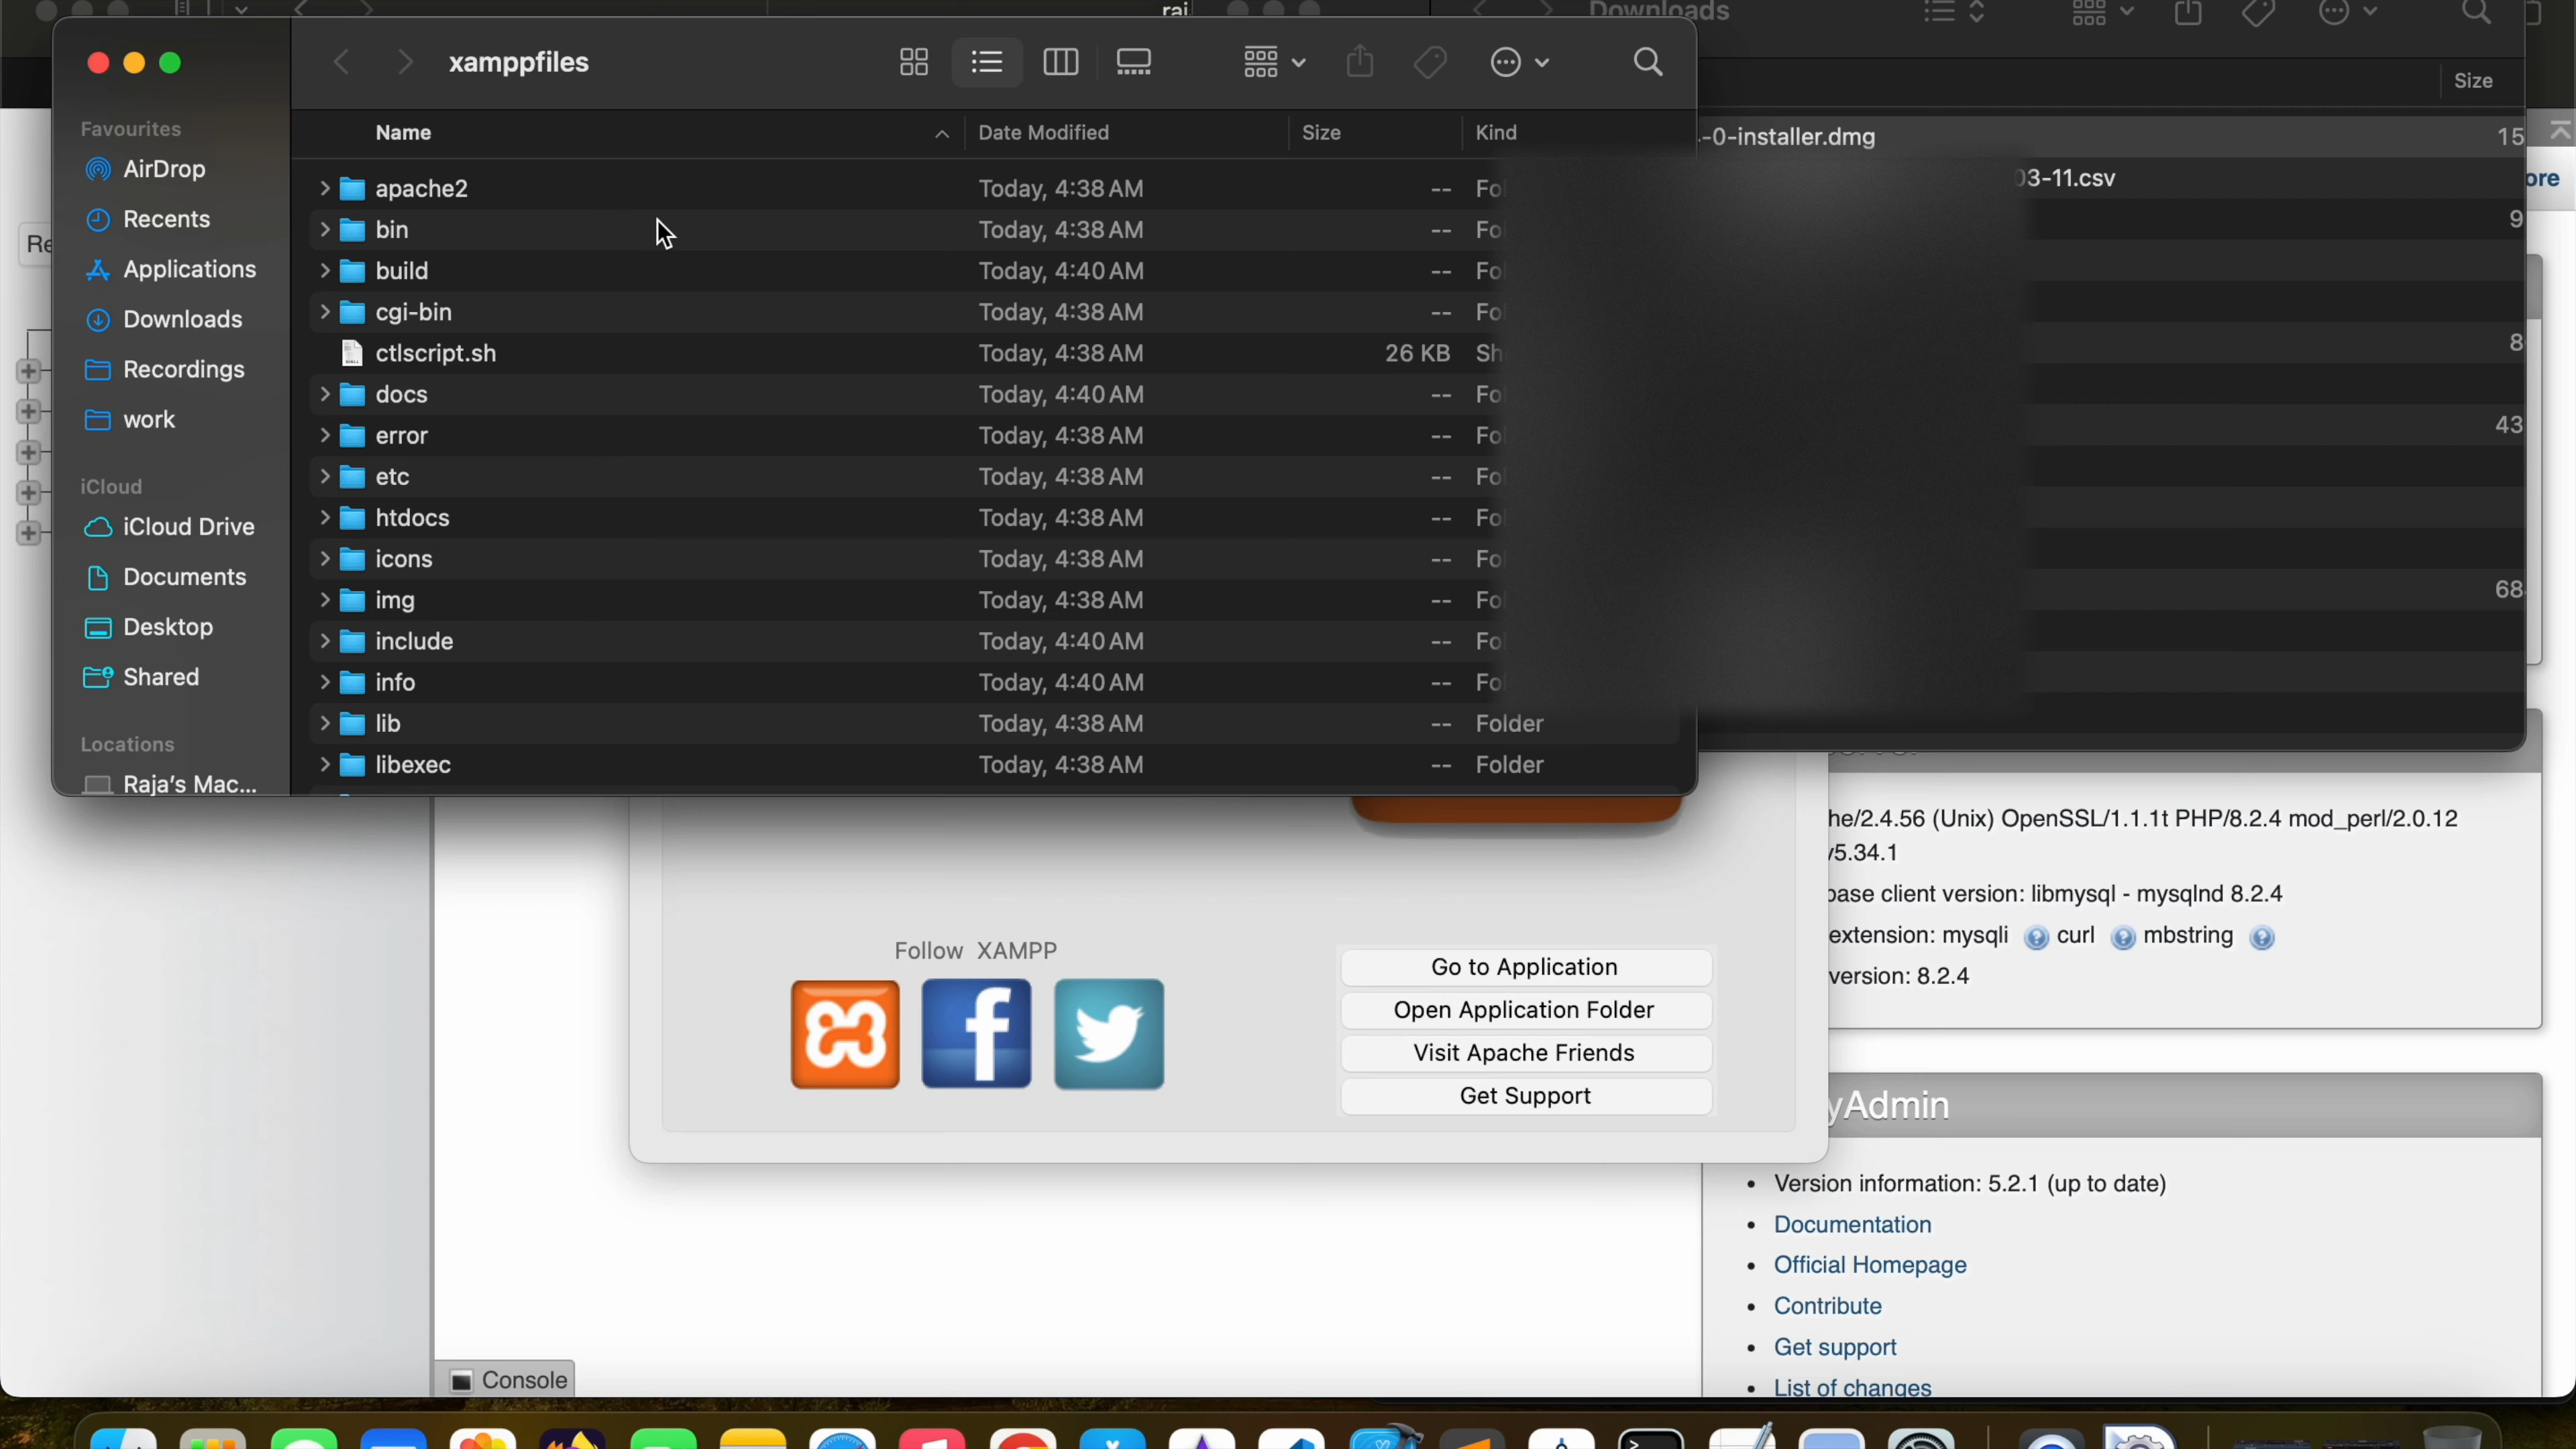 Downloads
Size
-0-installer.dmg
03-11.csv
xamppfiles
Favourites
AirDrop
Recents
Applications
Downloads
Recordings
work
iCloud
iCloud Drive
Documents
Desktop
Shared
Locations
Raja's Mac...
Name Date Modified Size Kind
apache2 Today, 4:38 AM --
bin Today, 4:38 AM --
build Today, 4:40 AM --
cgi-bin Today, 4:38 AM --
ctlscript.sh Today, 4:38 AM 26 KB
docs Today, 4:40 AM --
error Today, 4:38 AM --
etc Today, 4:38 AM --
htdocs Today, 4:38 AM --
icons Today, 4:38 AM --
img Today, 4:38 AM --
include Today, 4:40 AM --
info Today, 4:40 AM --
lib Today, 4:38 AM -- Folder
libexec Today, 4:38 AM -- Folder
Follow XAMPP
Go to Application
Open Application Folder
Visit Apache Friends
Get Support
he/2.4.56 (Unix) OpenSSL/1.1.1t PHP/8.2.4 mod_perl/2.0.12
v5.34.1
base client version: libmysql - mysqlnd 8.2.4
extension: mysqli curl mbstring
version: 8.2.4
yAdmin
Version information: 5.2.1 (up to date)
Documentation
Official Homepage
Contribute
Get support
List of changes
Console